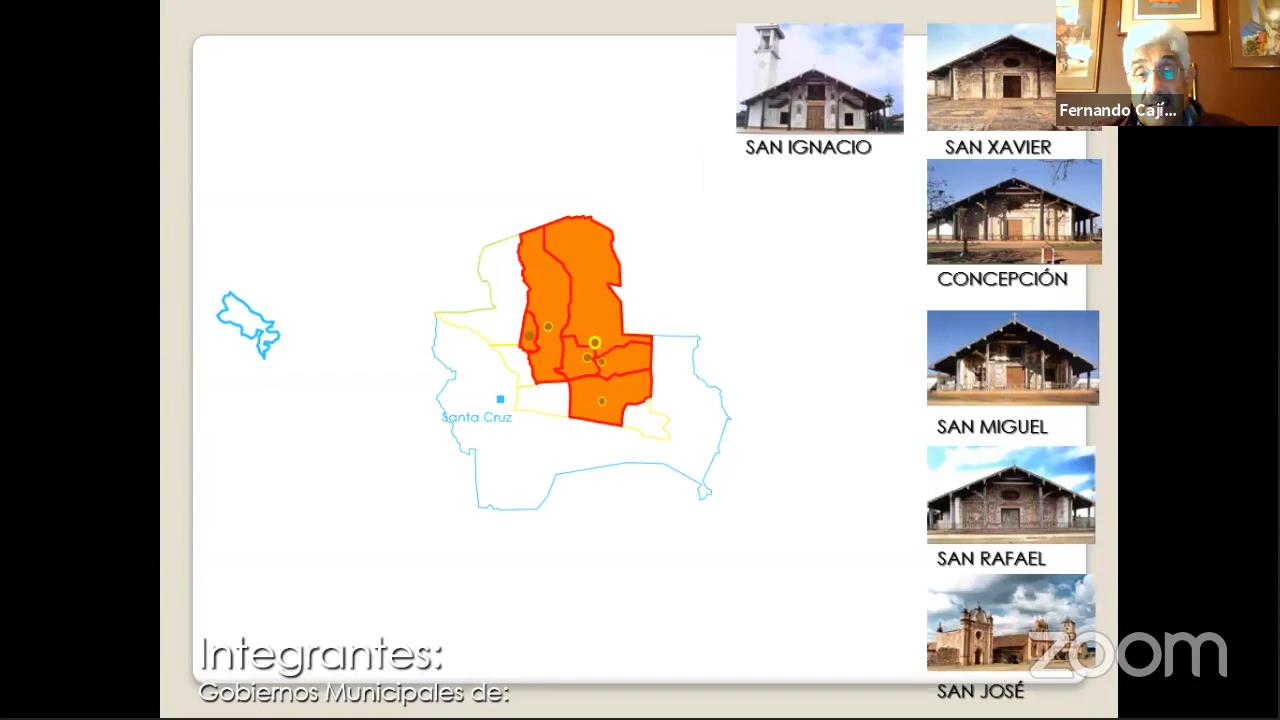 Fernando Cají...
SAN IGNACIO
SAN XAVIER
CONCEPCIÓN
SAN MIGUEL
Santa Cruz
SAN RAFAEL
Integrantes:
Gobiernos Municipales de:
zoom
SAN JOSÉ